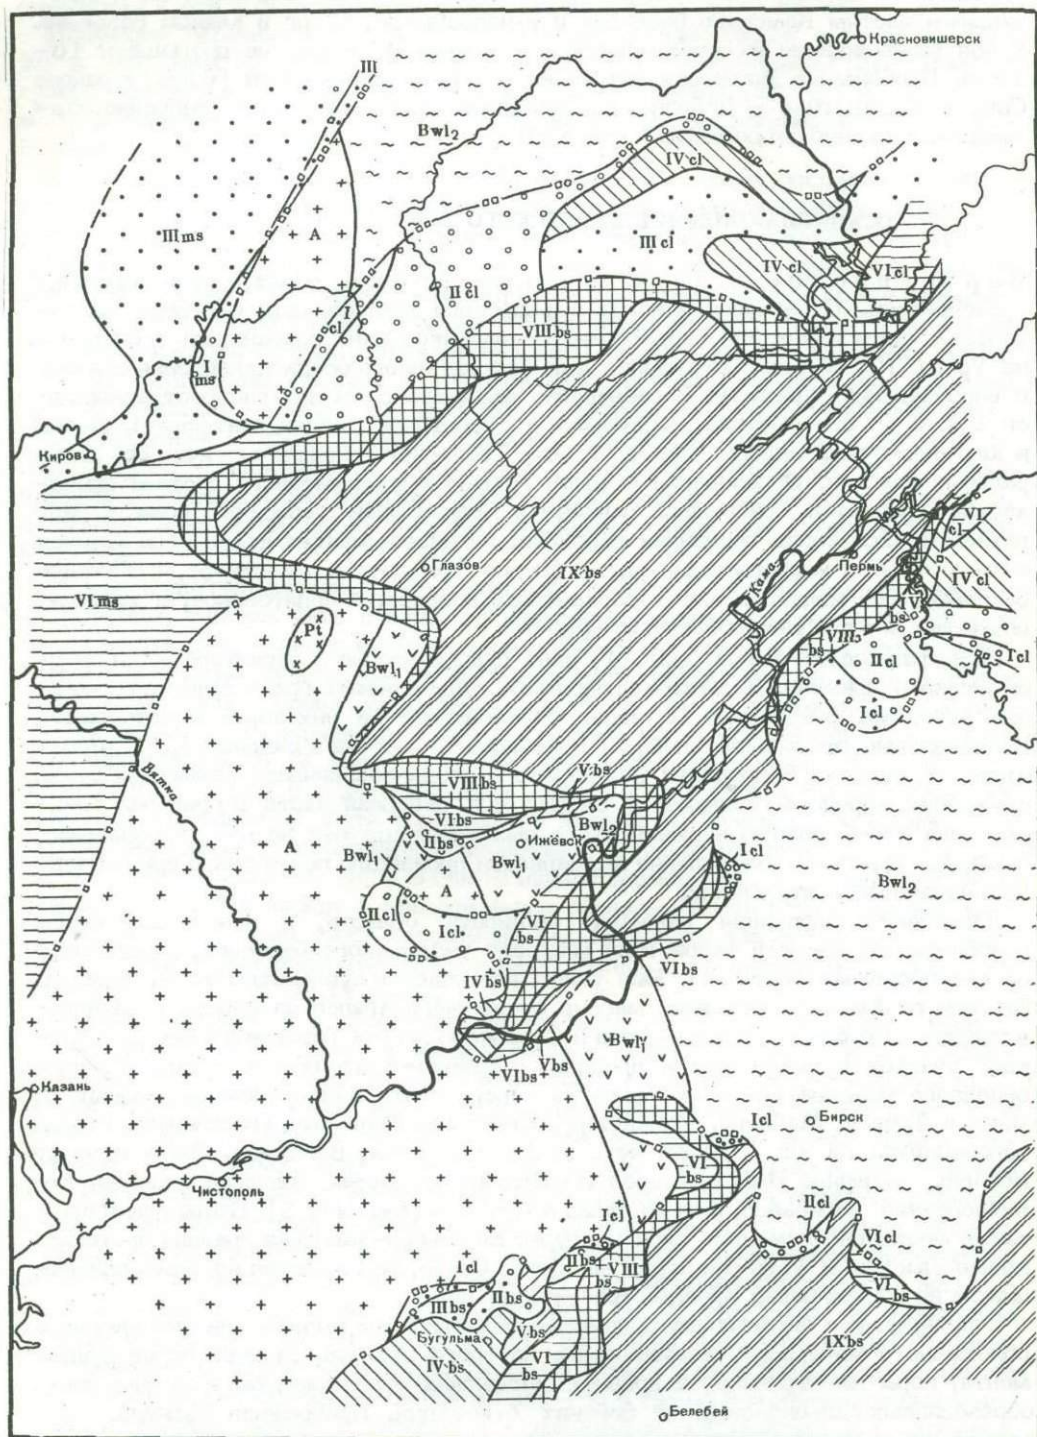 Красновишерск
III
Bwl₂
IV cl
III ms
A
III cl
IV cl
VI cl
II cl
I
cl
VIII bs
I
ms
Киров
VI
cl
Глазов
IX bs
Кама
Пермь
IV cl
VI ms
IV
bs
Pt
VIII
bs
Bwl₁
II cl
I cl
I cl
Вятка
VIII bs
V bs
VI bs
Bwl₂
II bs
Ижевск
A
Bwl₁
Bwl₁
I cl
Bwl₂
A
II cl
I cl
VI
bs
VI bs
IV bs
Bwl₁
V bs
VI bs
Казань
I cl
Бирск
VI
bs
Чистополь
II cl
I cl
VI cl
I cl
II bs
VIII
bs
II bs
VI
bs
III bs
V bs
Бугульма
IX bs
IV bs
VI
bs
Белебей